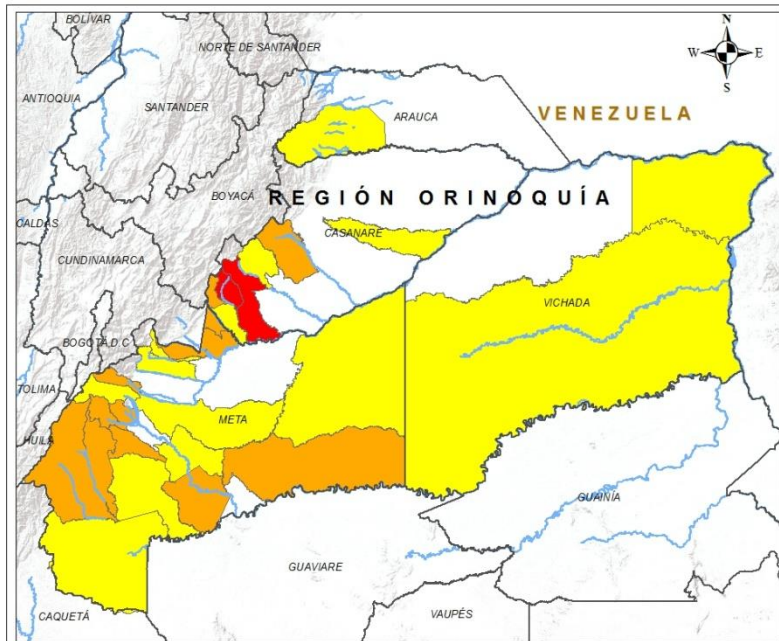 BOLÍVAR
N
W E
S
NORTE DE SANTANDER
ANTIOQUIA
SANTANDER
ARAUCA
VENEZUELA
BOYACÁ
REGIÓN ORINOQUÍA
CALDAS
CASANARE
CUNDINAMARCA
VICHADA
BOGOTÁ D.C
TOLIMA
META
HUILA
GUAINÍA
GUAVIARE
CAQUETÁ
VAUPÉS